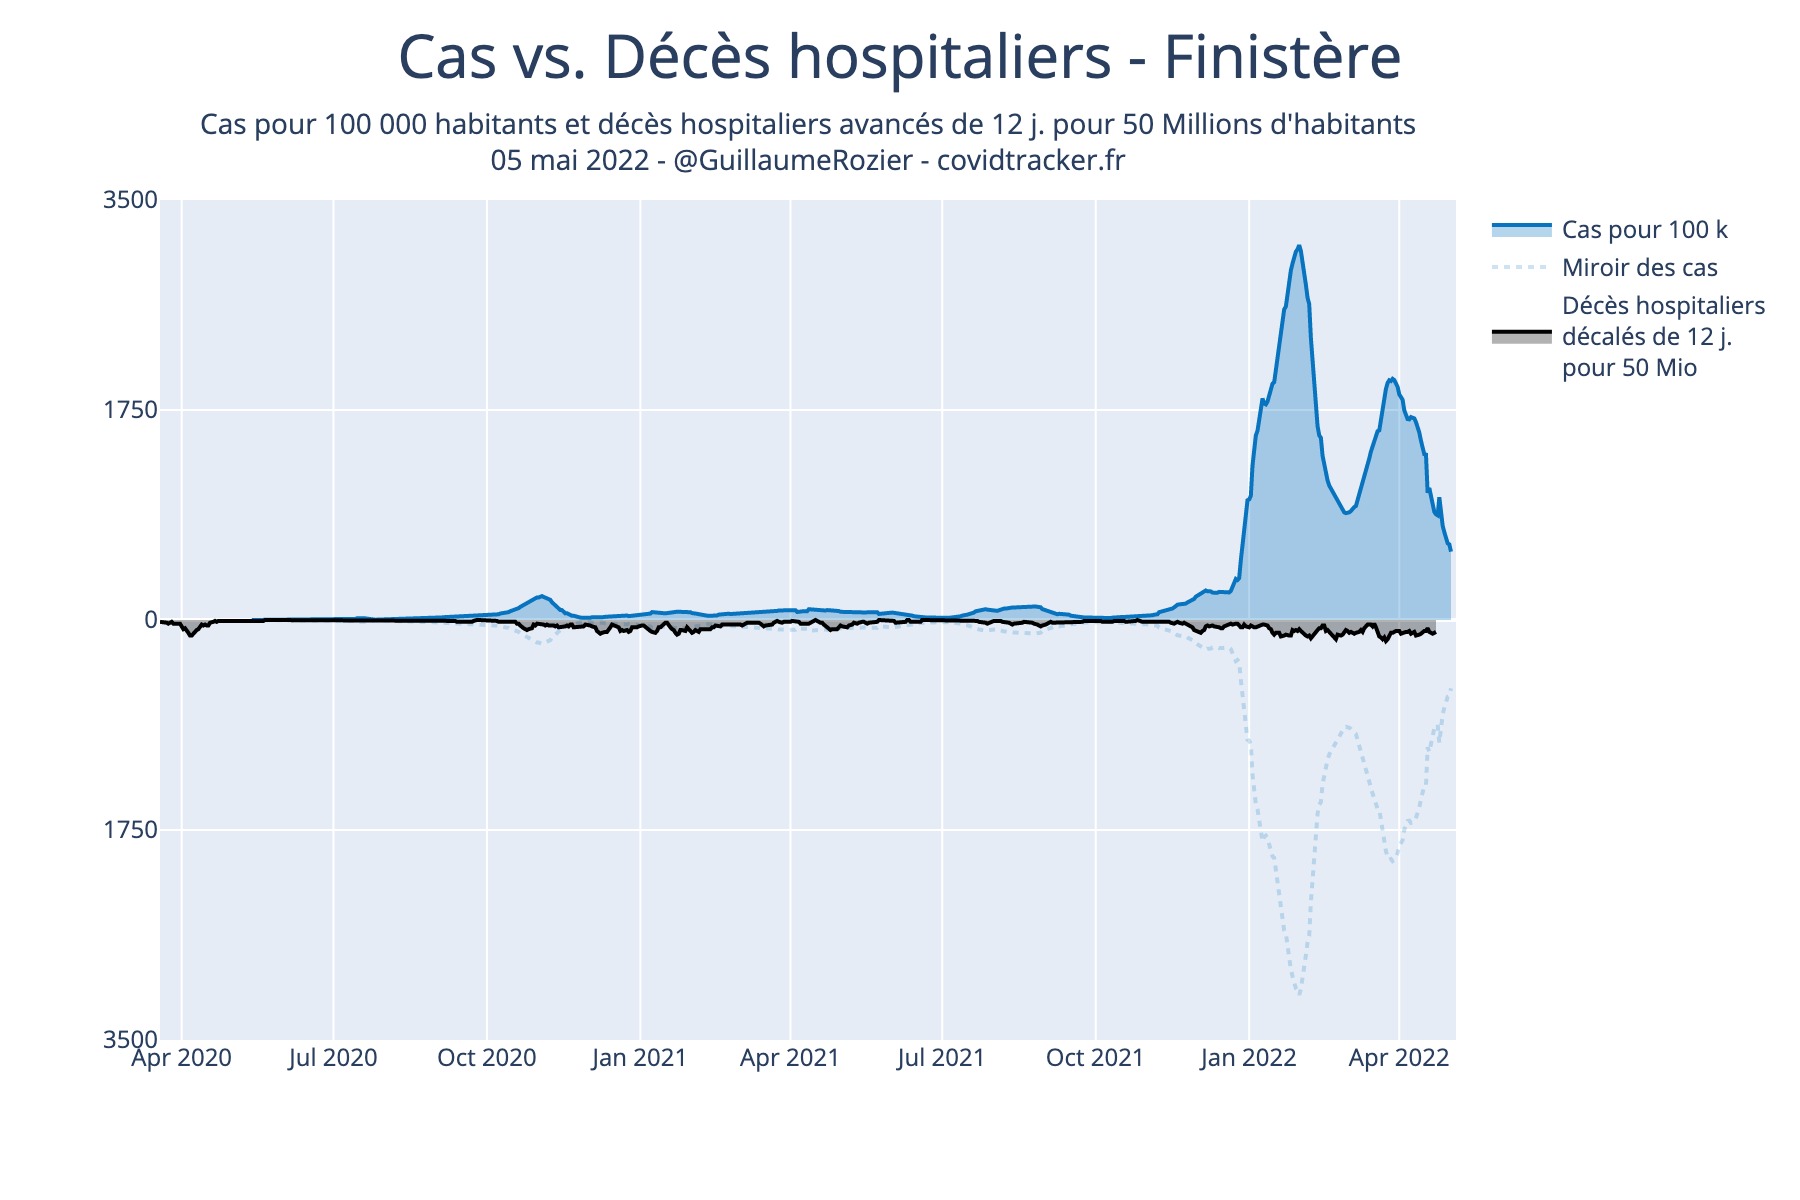 Cas vs. Décès hospitaliers - Finistère
Cas pour 100 000 habitants et décès hospitaliers avancés de 12 j. pour 50 Millions d'habitants
05 mai 2022 - @GuillaumeRozier - covidtracker.fr
3500
1750
0
1750
3500
Apr 2020
Jul 2020
Oct 2020
Jan 2021
Apr 2021
Jul 2021
Oct 2021
Jan 2022
Apr 2022
Cas pour 100 k
Miroir des cas
Décès hospitaliers
décalés de 12 j.
pour 50 Mio